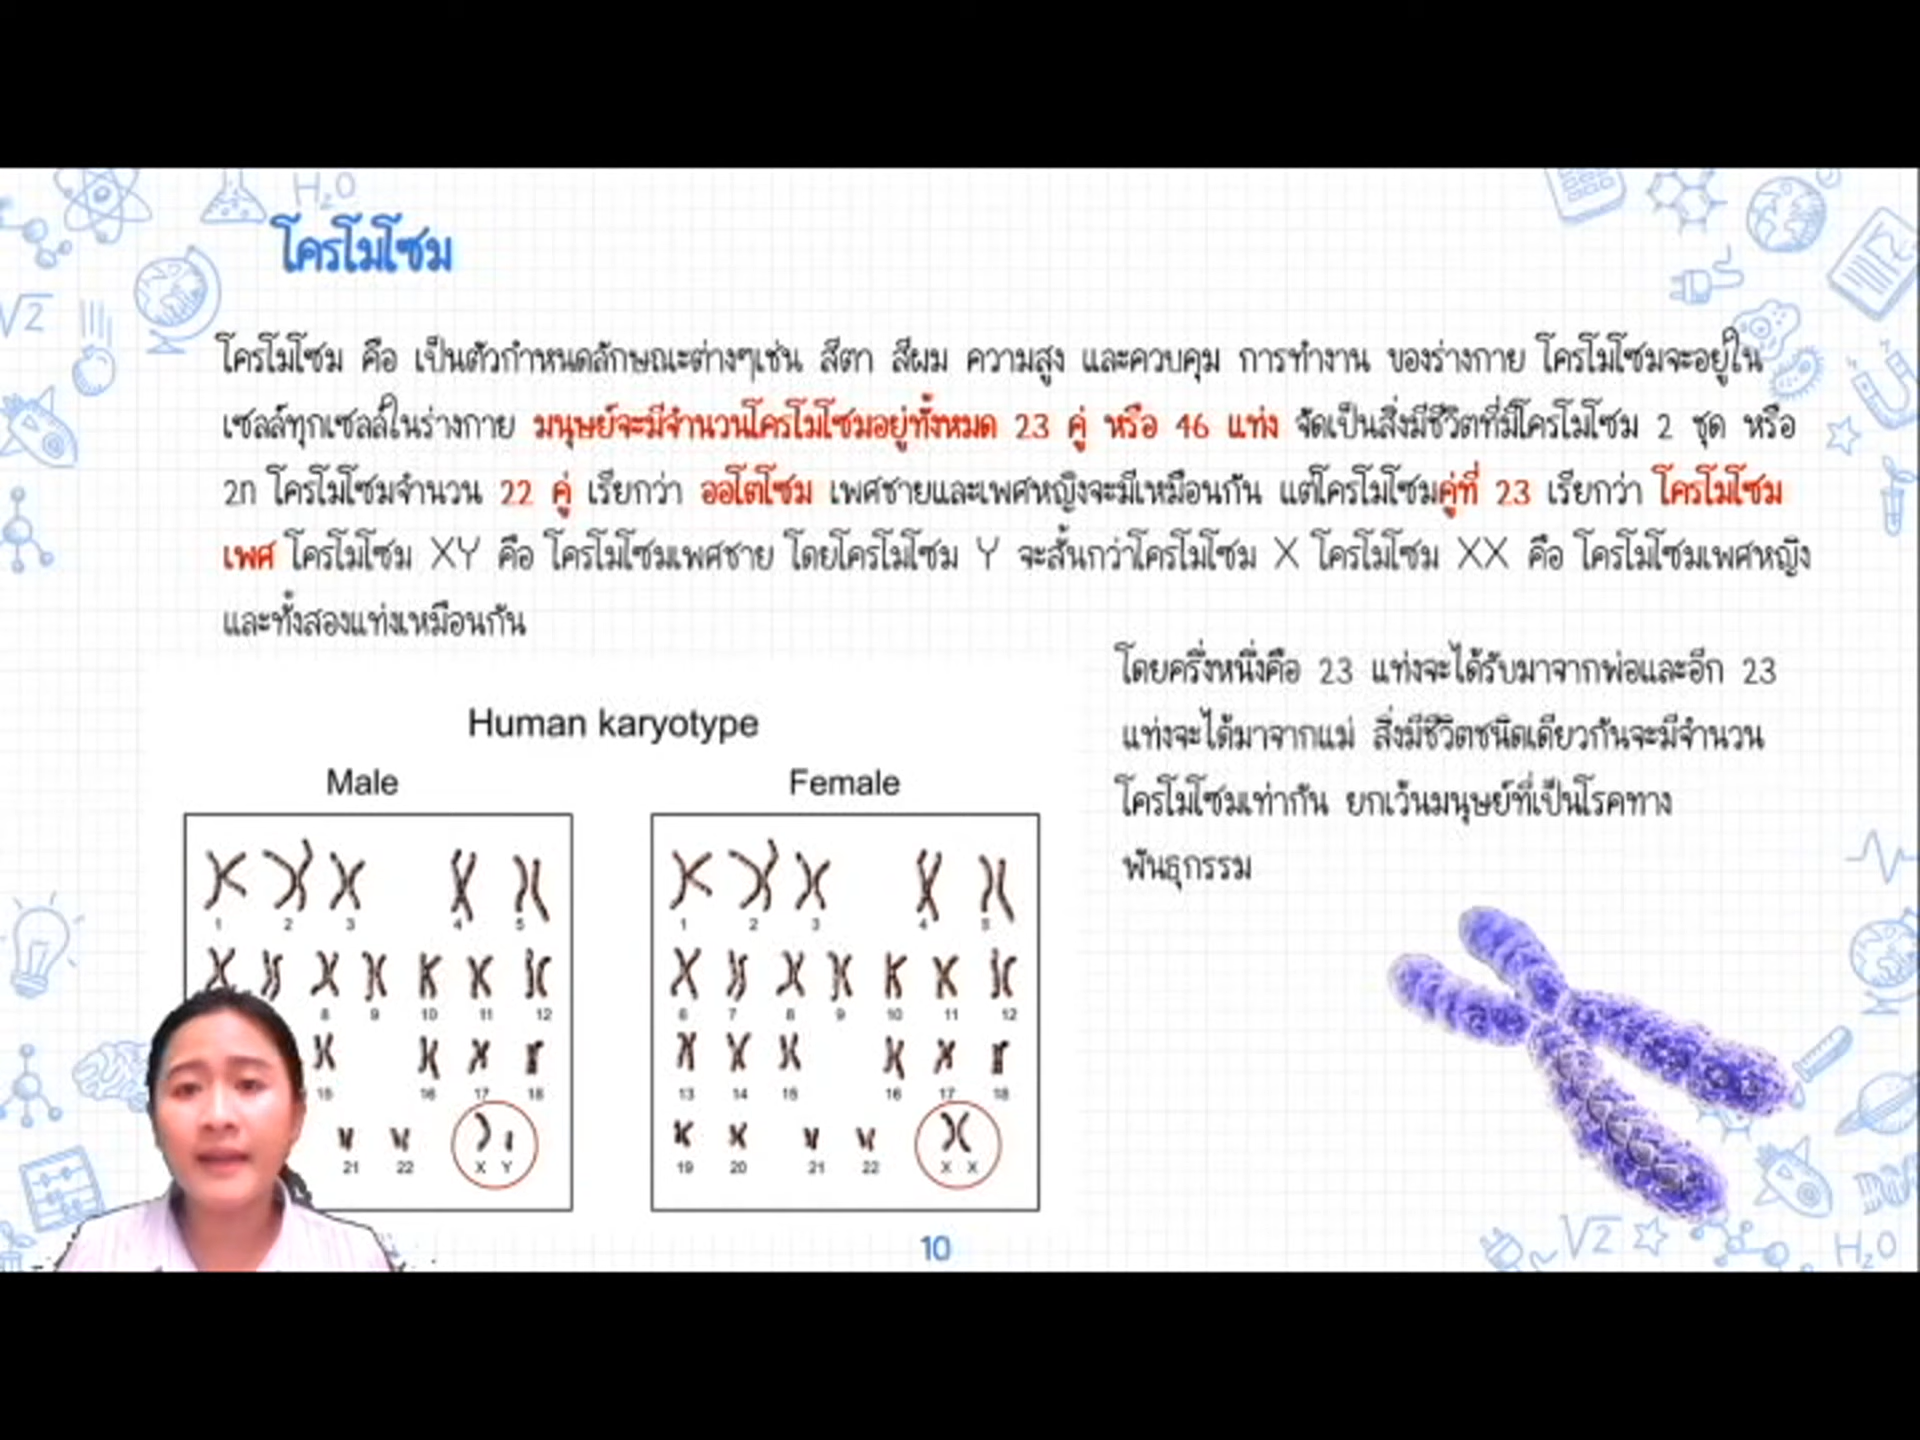 H₂O
โครโมโซม
√2
โครโมโซม คือ เป็นตัวกำหนดลักษณะต่างๆเช่น สีตา สีผม ความสูง และควบคุม การทำงาน ของร่างกาย โครโมโซมจะอยู่ใน
เซลล์ทุกเซลล์ในร่างกาย มนุษย์จะมีจำนวนโครโมโซมอยู่ทั้งหมด 23 คู่ หรือ 46 แท่ง จัดเป็นสิ่งมีชีวิตที่มีโครโมโซม 2 ชุด หรือ
2n โครโมโซมจำนวน 22 คู่ เรียกว่า ออโตโซม เพศชายและเพศหญิงจะมีเหมือนกัน แต่โครโมโซมคู่ที่ 23 เรียกว่า โครโมโซม
เพศ โครโมโซม XY คือ โครโมโซมเพศชาย โดยโครโมโซม Y จะสั้นกว่าโครโมโซม X โครโมโซม XX คือ โครโมโซมเพศหญิง
และทั้งสองแท่งเหมือนกัน
โดยครึ่งหนึ่งคือ 23 แท่งจะได้รับมาจากพ่อและอีก 23
แท่งจะได้มาจากแม่ สิ่งมีชีวิตชนิดเดียวกันจะมีจำนวน
โครโมโซมเท่ากัน ยกเว้นมนุษย์ที่เป็นโรคทาง
พันธุกรรม
Human karyotype
Male
1 2 3 4 5
8 9 10 11 12
15 16 17 18
21 22 X Y
Female
1 2 3 4 5
6 7 8 9 10 11 12
13 14 15 16 17 18
19 20 21 22 X X
10
√2
H₂O